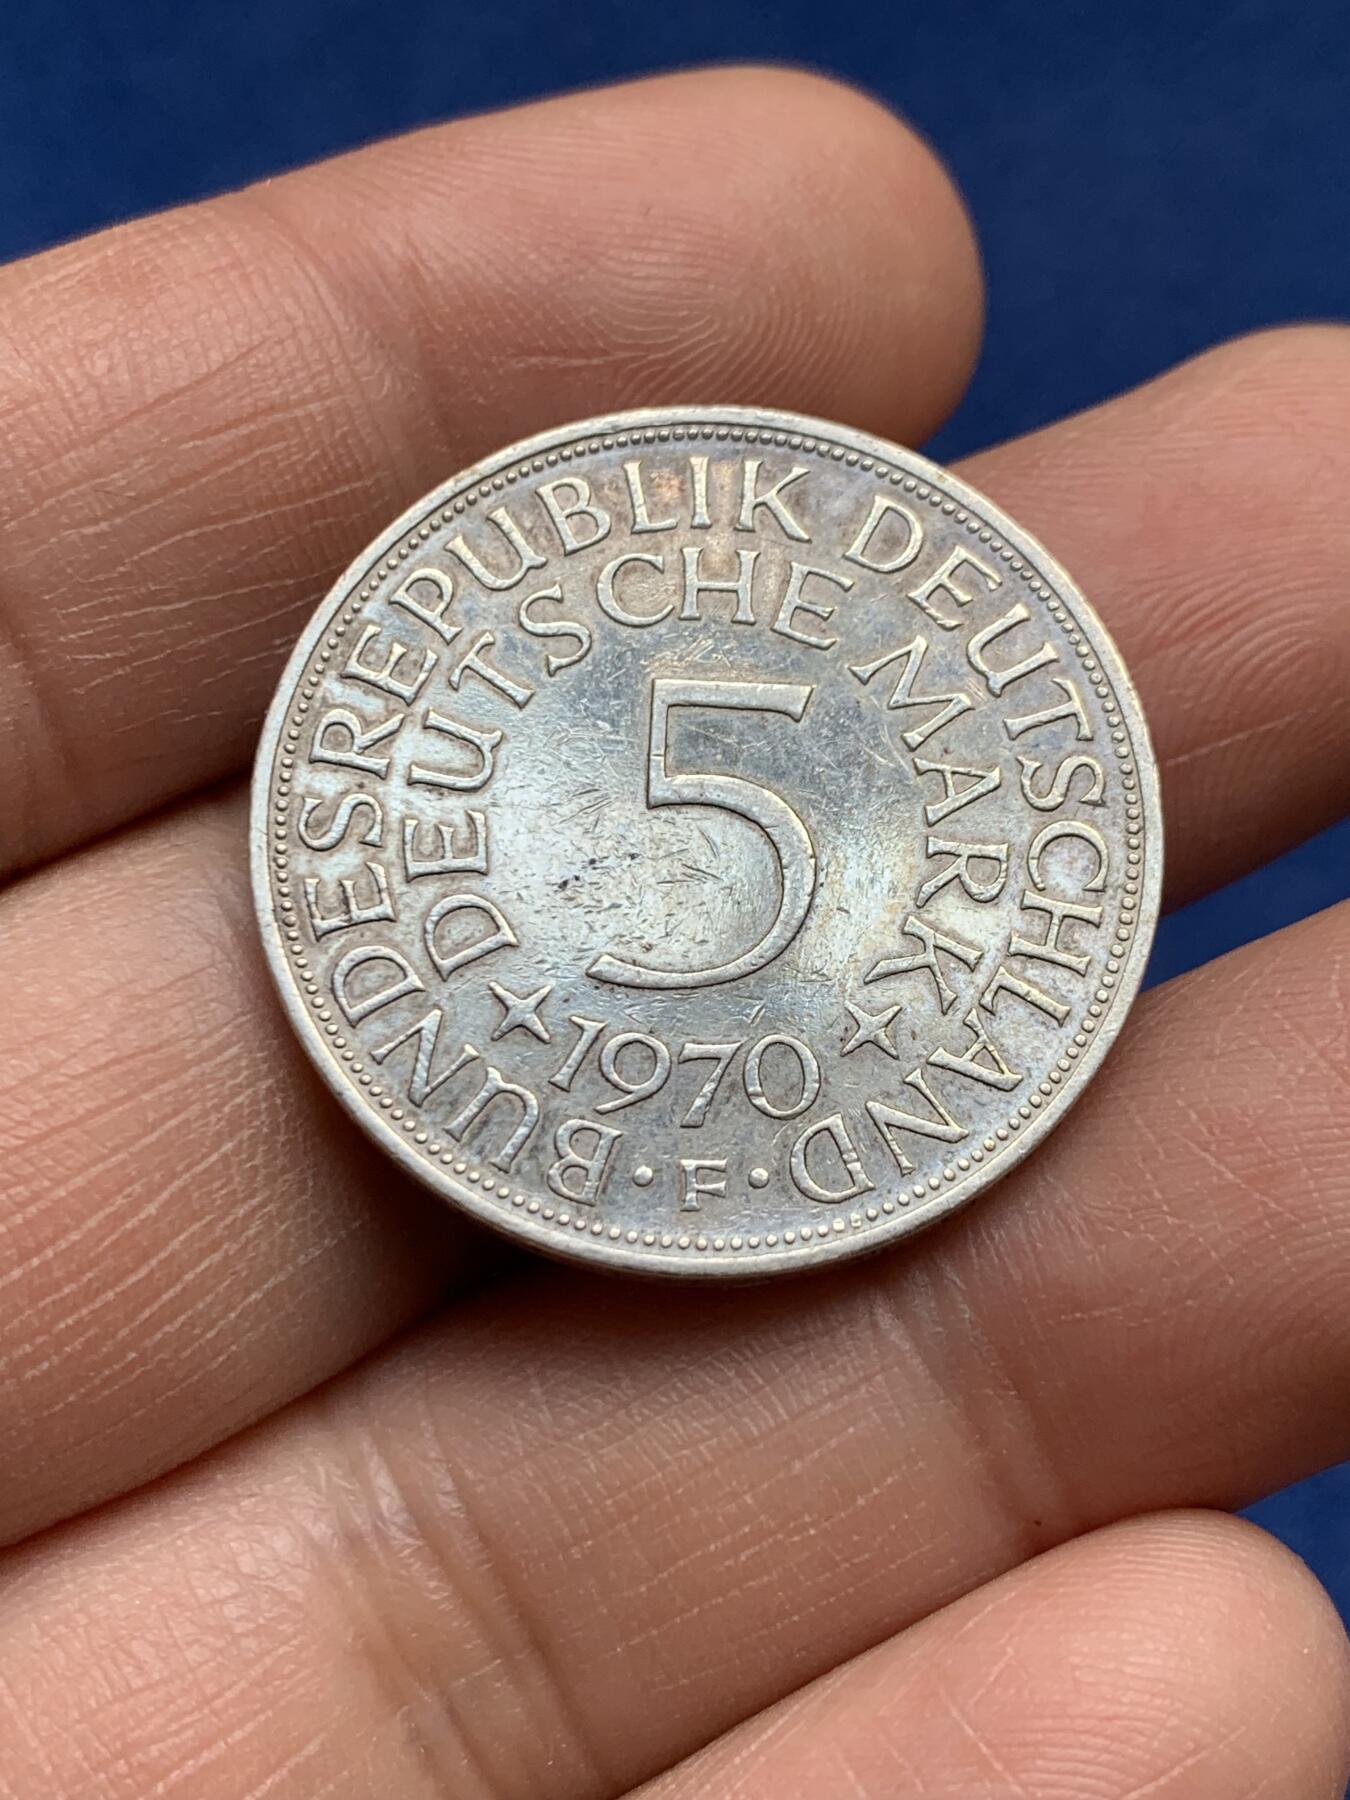 BUNDESREPUBLIK DEUTSCHLAND
DEUTSCHE MARK
5
1970
· F ·